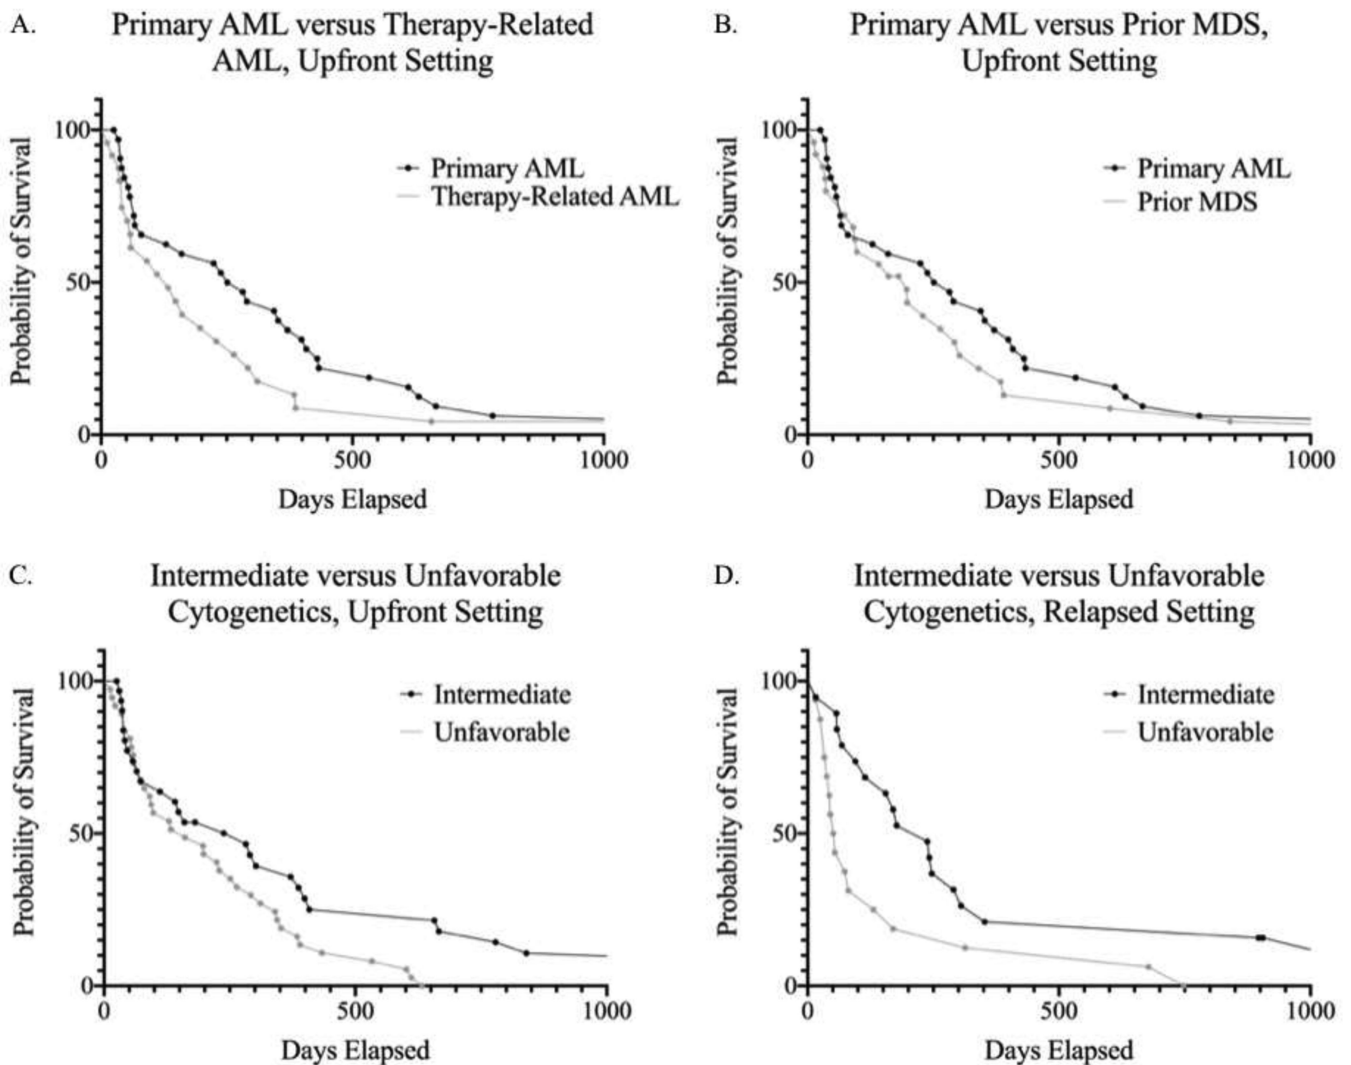 A.
Primary AML versus Therapy-Related
AML, Upfront Setting
Probability of Survival
100
50
0
Primary AML
Therapy-Related AML
0
500
1000
Days Elapsed
B.
Primary AML versus Prior MDS,
Upfront Setting
Probability of Survival
100
50
0
Primary AML
Prior MDS
0
500
1000
Days Elapsed
C.
Intermediate versus Unfavorable
Cytogenetics, Upfront Setting
Probability of Survival
100
50
0
Intermediate
Unfavorable
0
500
1000
Days Elapsed
D.
Intermediate versus Unfavorable
Cytogenetics, Relapsed Setting
Probability of Survival
100
50
0
Intermediate
Unfavorable
0
500
1000
Days Elapsed